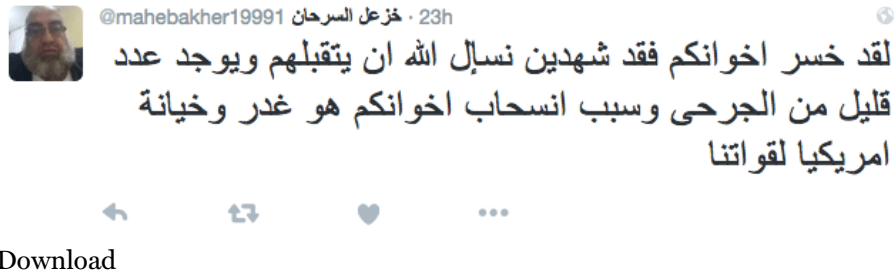 خزعل السرحان @mahebakher19991 · 23h
لقد خسر اخوانكم فقد شهدين نسإل الله ان يتقبلهم ويوجد عدد
قليل من الجرحى وسبب انسحاب اخوانكم هو غدر وخيانة
امريكيا لقواتنا
Download